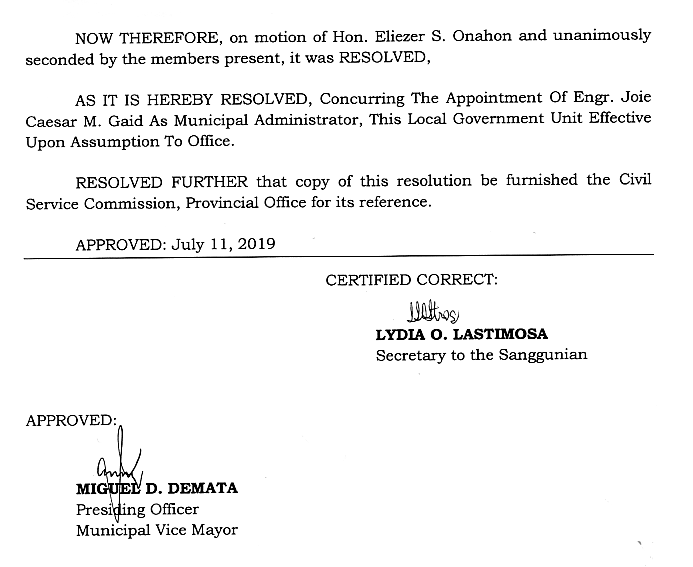 NOW THEREFORE, on motion of Hon. Eliezer S. Onahon and unanimously
seconded by the members present, it was RESOLVED,
AS IT IS HEREBY RESOLVED, Concurring The Appointment Of Engr. Joie
Caesar M. Gaid As Municipal Administrator, This Local Government Unit Effective
Upon Assumption To Office.
RESOLVED FURTHER that copy of this resolution be furnished the Civil
Service Commission, Provincial Office for its reference.
APPROVED: July 11, 2019
CERTIFIED CORRECT:
LYDIA O. LASTIMOSA
Secretary to the Sanggunian
APPROVED:
MIGUEL D. DEMATA
Presiding Officer
Municipal Vice Mayor